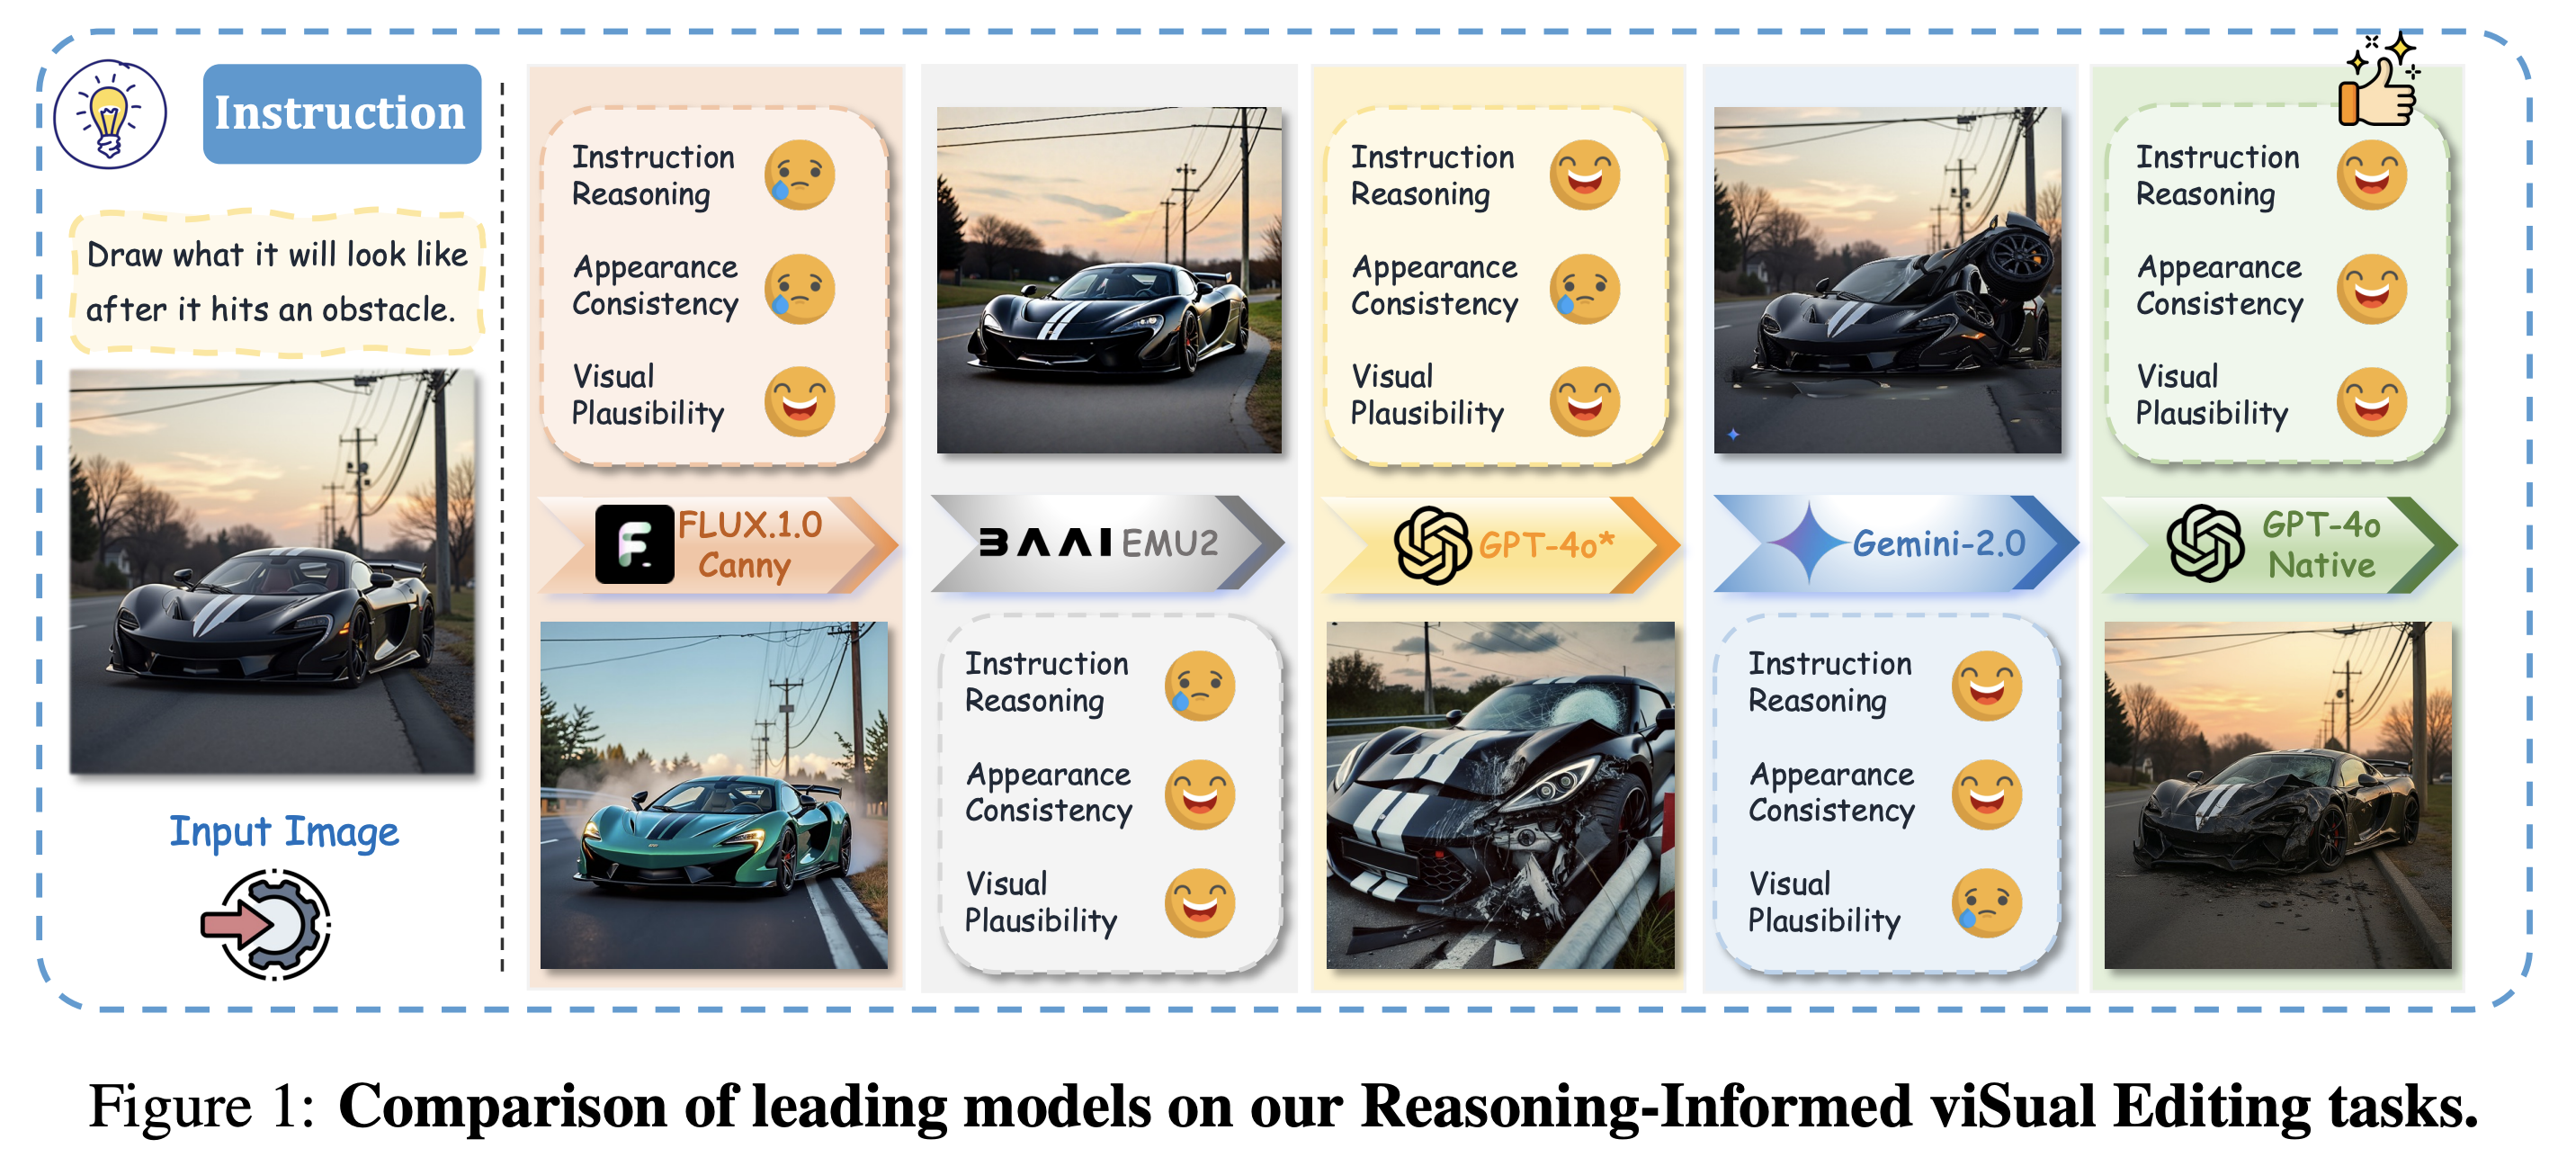 Instruction
Draw what it will look like
after it hits an obstacle.
Input Image
Instruction
Reasoning
Appearance
Consistency
Visual
Plausibility
F.
FLUX.1.0
Canny
BAAI EMU2
Instruction
Reasoning
Appearance
Consistency
Visual
Plausibility
Instruction
Reasoning
Appearance
Consistency
Visual
Plausibility
GPT-4o*
Gemini-2.0
Instruction
Reasoning
Appearance
Consistency
Visual
Plausibility
Instruction
Reasoning
Appearance
Consistency
Visual
Plausibility
GPT-4o
Native
Figure 1: Comparison of leading models on our Reasoning-Informed viSual Editing tasks.